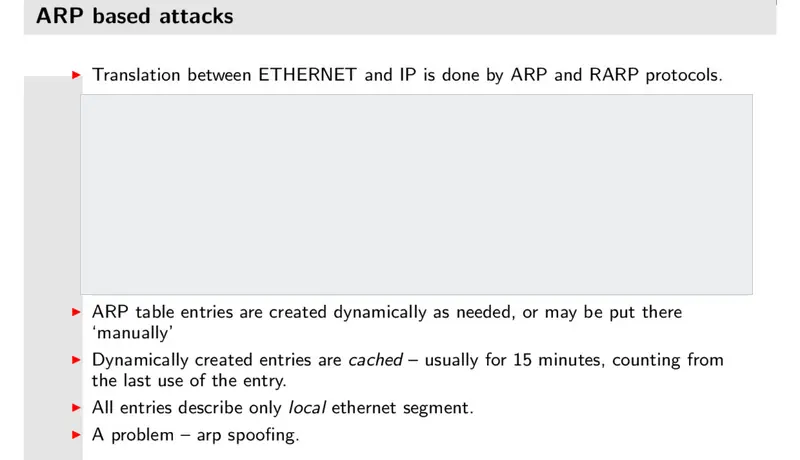 ARP based attacks
Translation between ETHERNET and IP is done by ARP and RARP protocols.
ARP table entries are created dynamically as needed, or may be put there
‘manually’
Dynamically created entries are cached – usually for 15 minutes, counting from
the last use of the entry.
All entries describe only local ethernet segment.
A problem – arp spoofing.